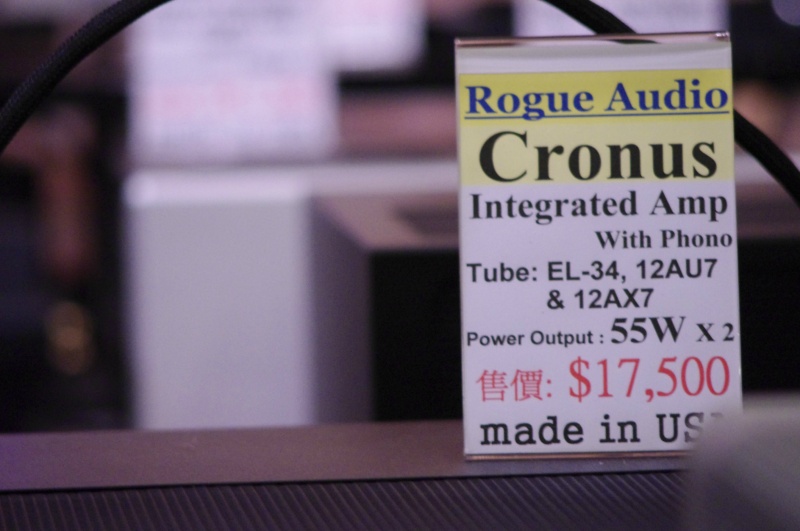 Rogue Audio
Cronus
Integrated Amp
With Phono
Tube: EL-34, 12AU7
& 12AX7
Power Output : 55W X 2
售價: $17,500
made in